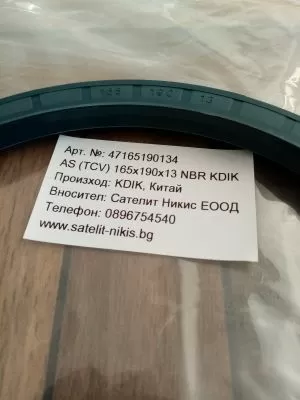 165 190 13
Арт. №: 47165190134
AS (TCV) 165x190x13 NBR KDIK
Произход: KDIK, Китай
Вносител: Сателит Никис ЕООД
Телефон: 0896754540
www.satelit-nikis.bg